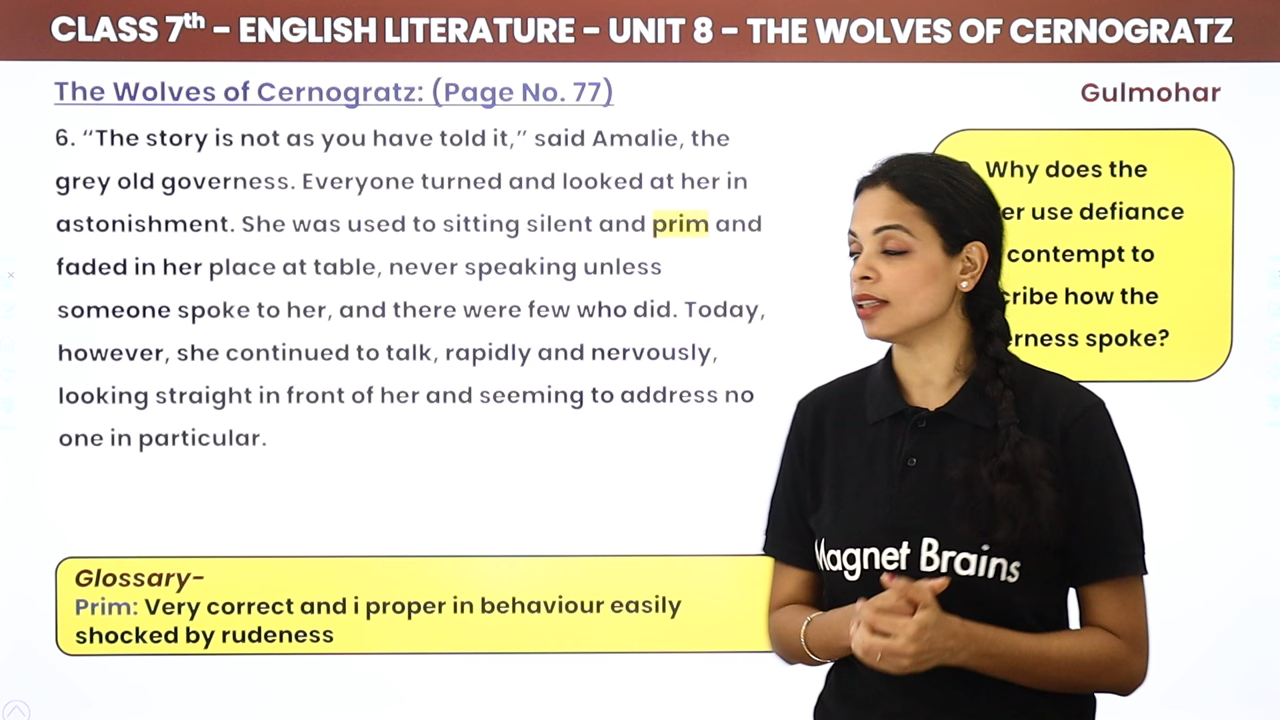 CLASS 7th - ENGLISH LITERATURE - UNIT 8 - THE WOLVES OF CERNOGRATZ
The Wolves of Cernogratz: (Page No. 77)
Gulmohar
6. “The story is not as you have told it,” said Amalie, the
grey old governess. Everyone turned and looked at her in
astonishment. She was used to sitting silent and prim and
faded in her place at table, never speaking unless
someone spoke to her, and there were few who did. Today,
however, she continued to talk, rapidly and nervously,
looking straight in front of her and seeming to address no
one in particular.
Why does the
use defiance
contempt to
how the
spoke?
Glossary-
Prim: Very correct and i proper in behaviour easily
shocked by rudeness
Magnet Brains